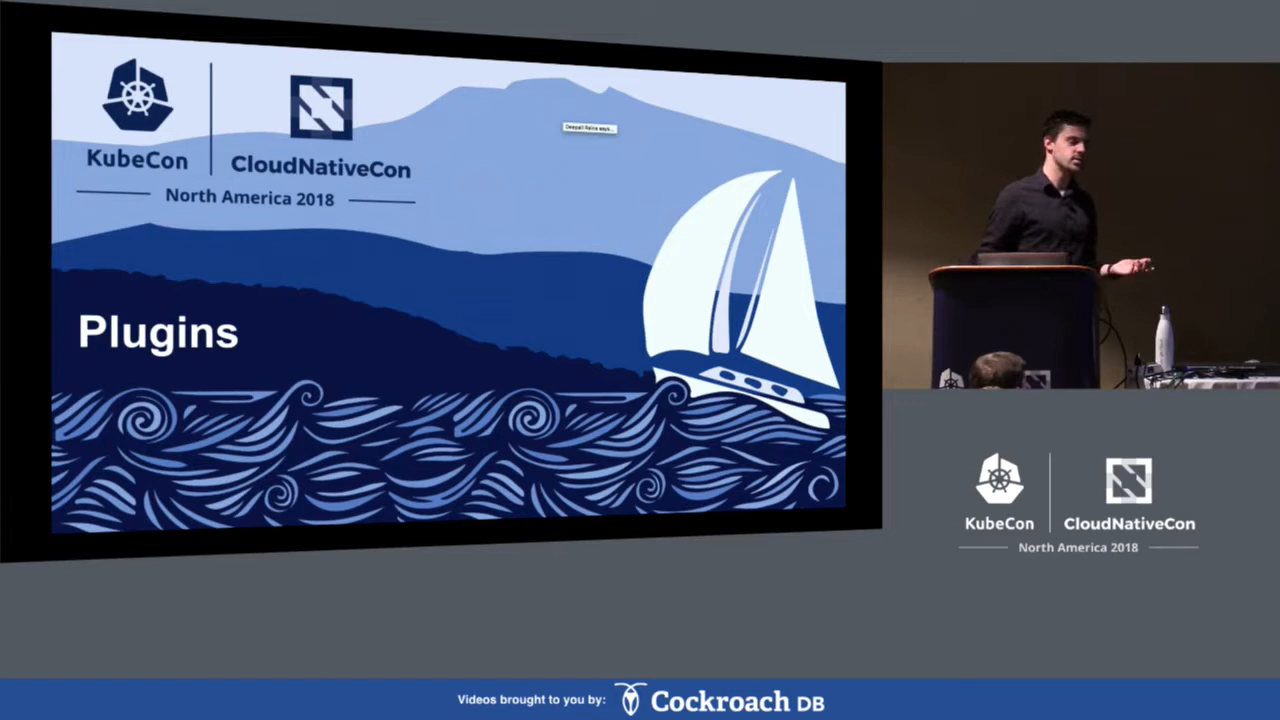 KubeCon
CloudNativeCon
North America 2018
Plugins
KubeCon
CloudNativeCon
North America 2018
Videos brought to you by:
Cockroach DB